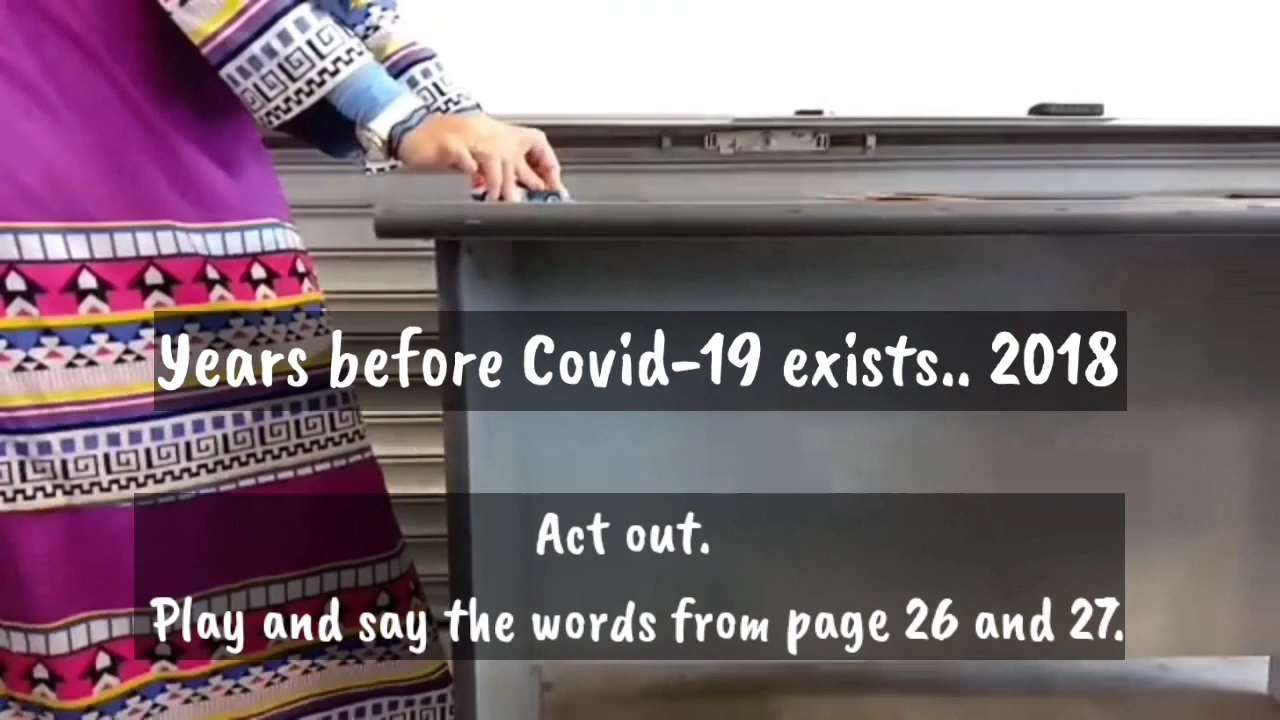 Years before Covid-19 exists.. 2018
Act out.
Play and say the words from page 26 and 27.